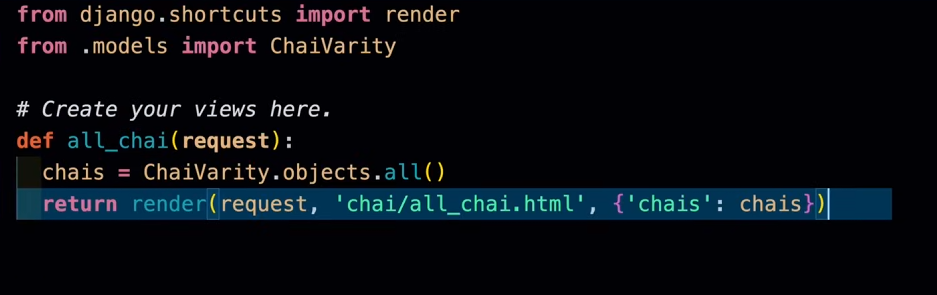 from django.shortcuts import render
from .models import ChaiVarity
# Create your views here.
def all_chai(request):
chais = ChaiVarity.objects.all()
return render(request, 'chai/all_chai.html', {'chais': chais})